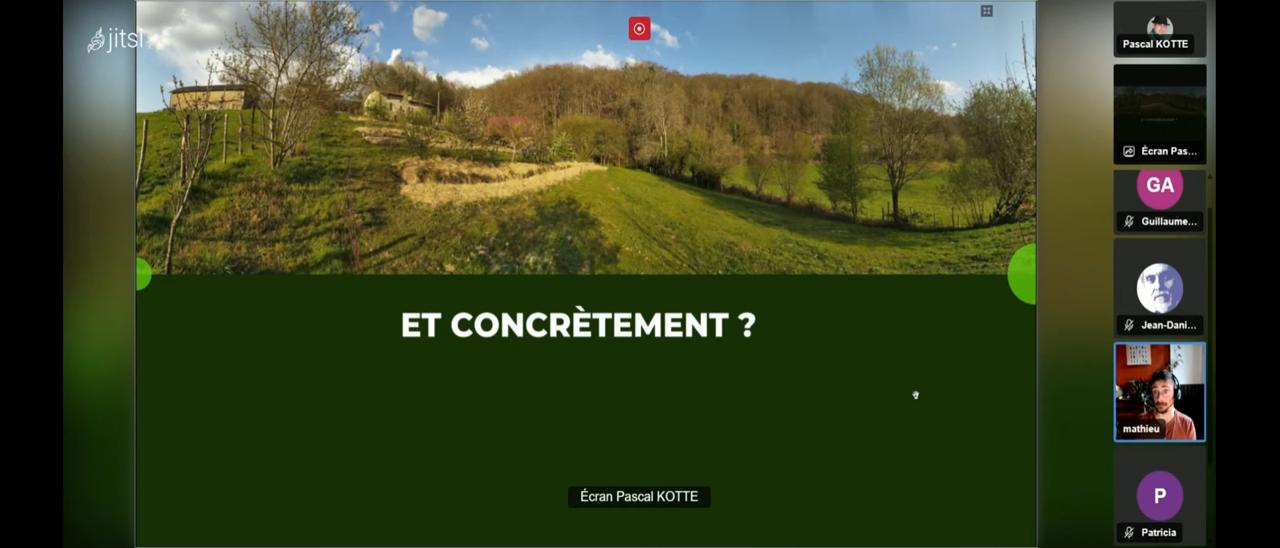 jitsi
Pascal KOTTE
Écran Pas...
GA
Guillaume...
Jean-Dani...
ET CONCRÈTEMENT ?
mathieu
Écran Pascal KOTTE
P
Patricia